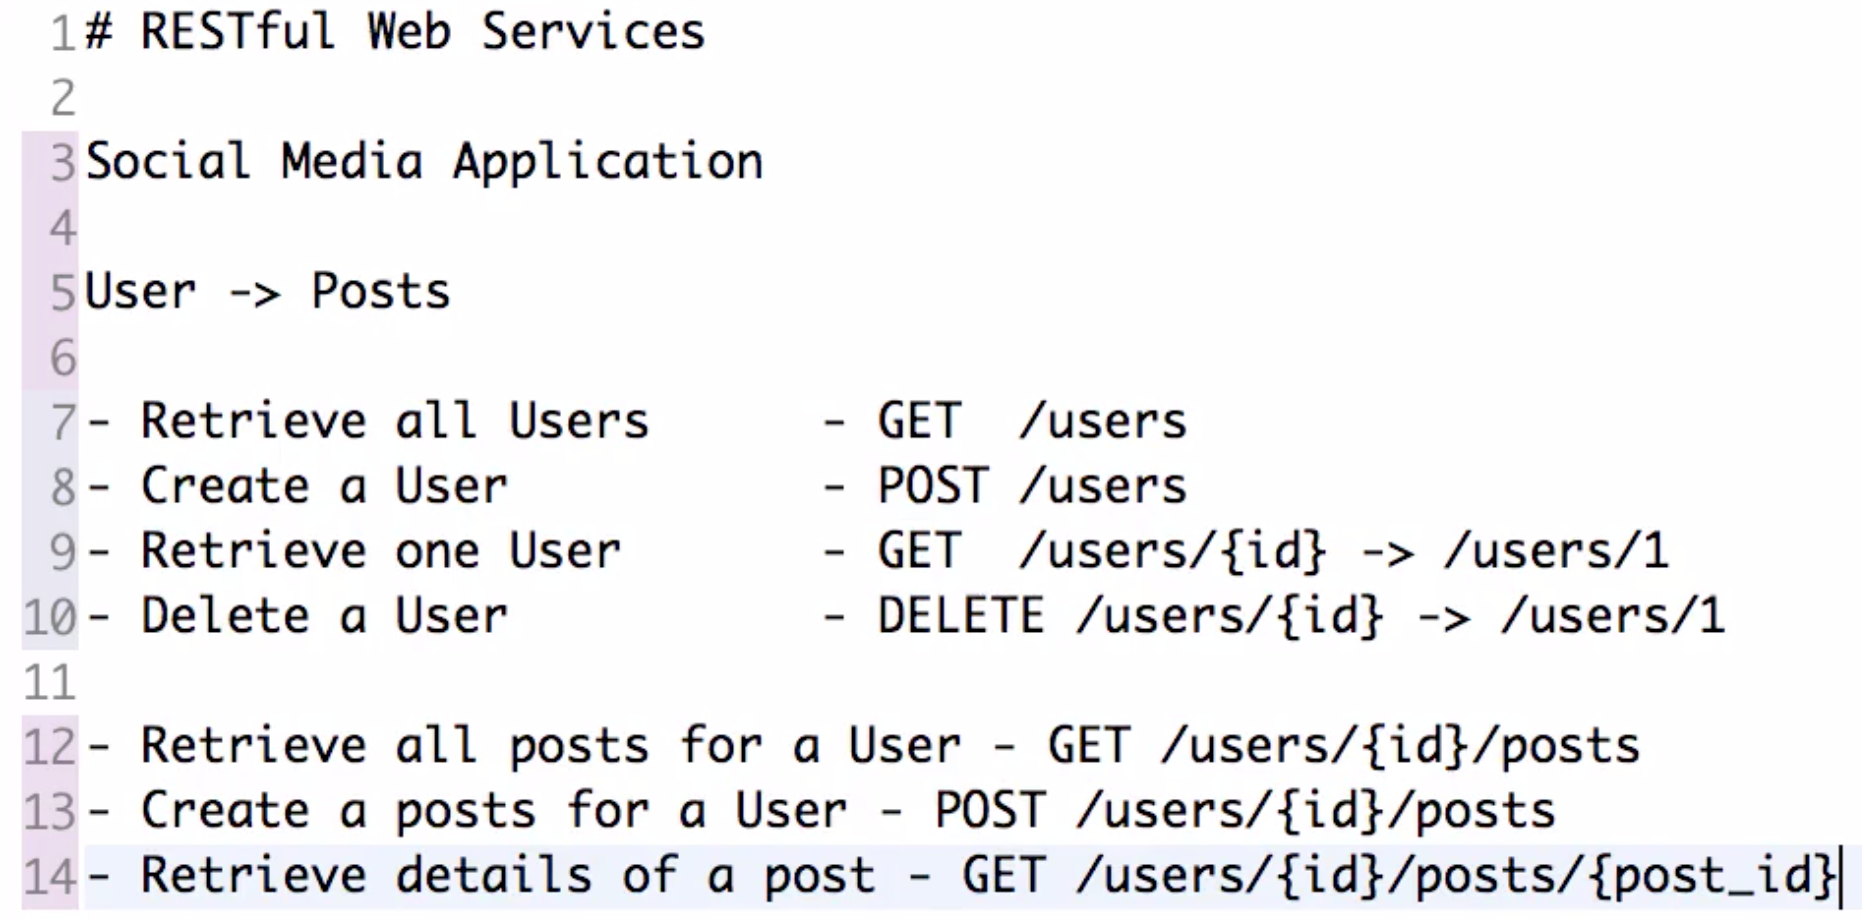 1 # RESTful Web Services
2
3 Social Media Application
4
5 User -> Posts
6
7 - Retrieve all Users      - GET  /users
8 - Create a User           - POST /users
9 - Retrieve one User       - GET  /users/{id} -> /users/1
10 - Delete a User           - DELETE /users/{id} -> /users/1
11
12 - Retrieve all posts for a User - GET /users/{id}/posts
13 - Create a posts for a User - POST /users/{id}/posts
14 - Retrieve details of a post - GET /users/{id}/posts/{post_id}